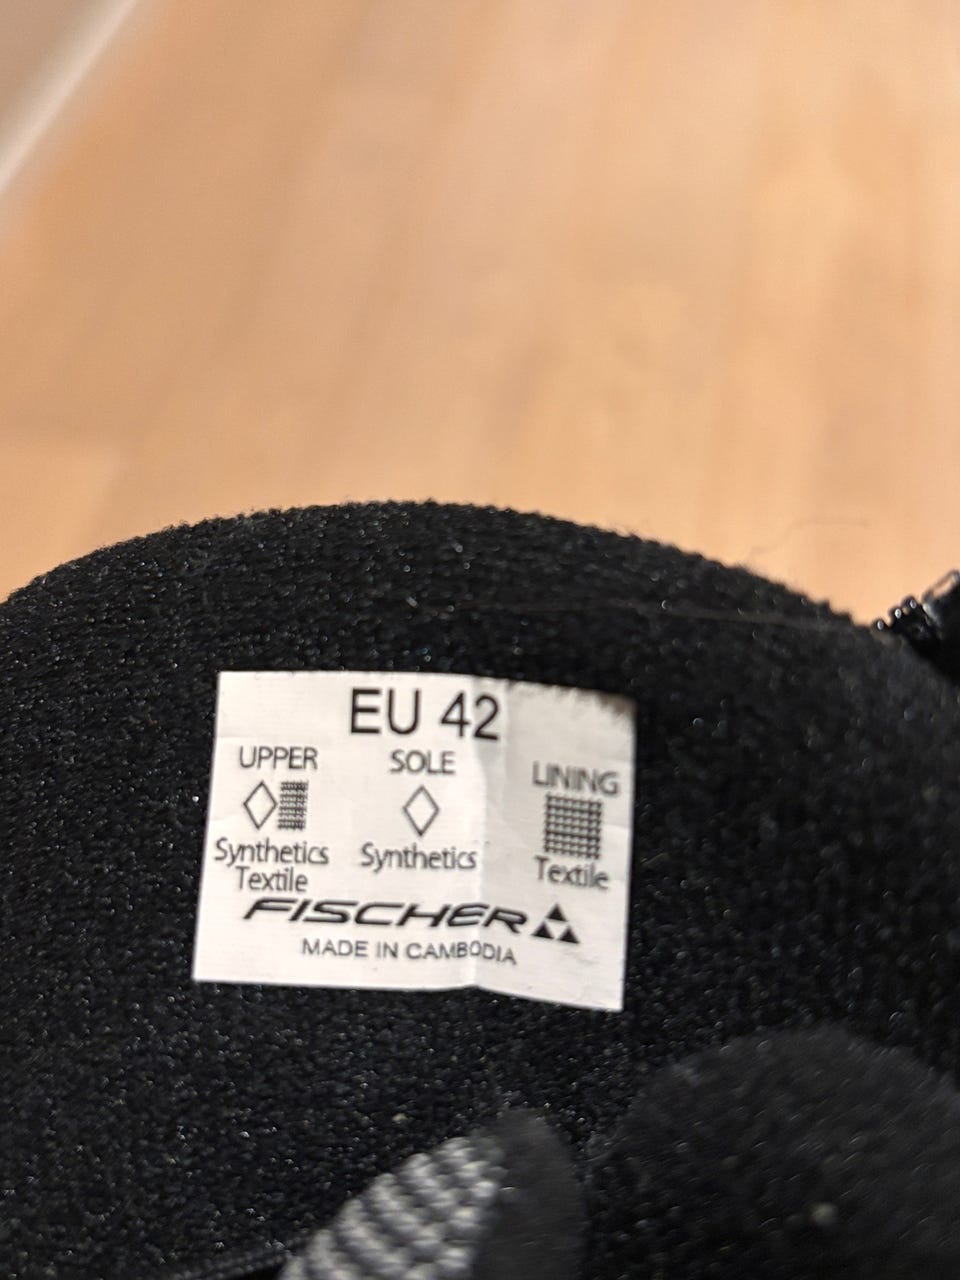 EU 42
UPPER SOLE LINING
Synthetics Synthetics Textile
Textile
FISCHER
MADE IN CAMBODIA